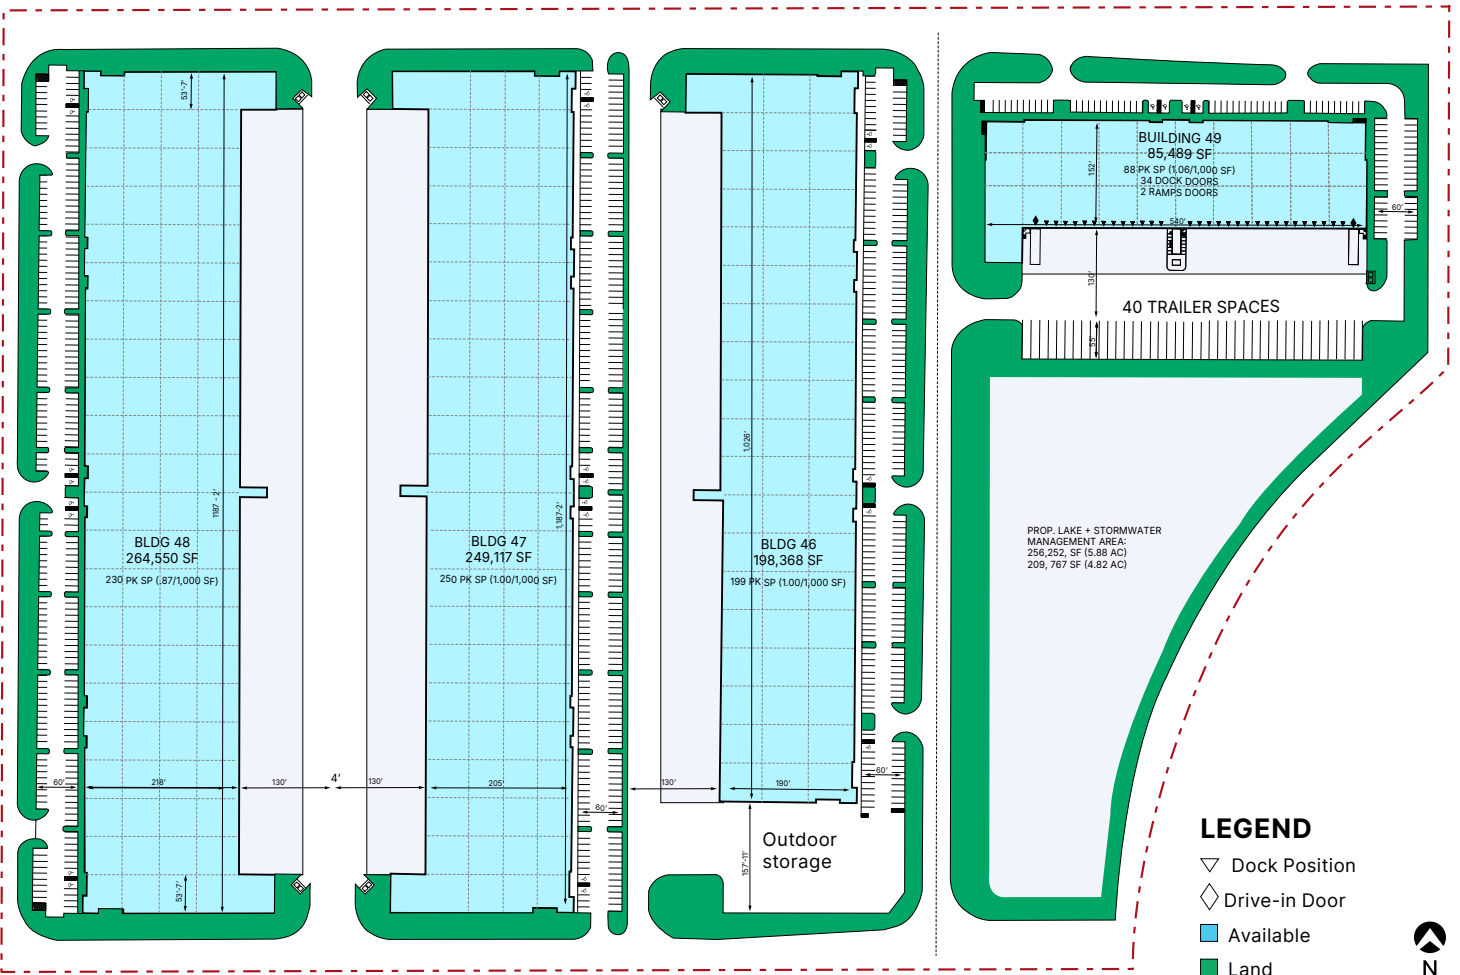 53'-7"
1187 - 2'
BLDG 48
264,550 SF
230 PK SP (.87/1,000 SF)
60'
218'
130'
4'
130'
53'-7"
1,187-2'
BLDG 47
249,117 SF
250 PK SP (1.00/1,000 SF)
205'
60'
1,026'
BLDG 46
198,368 SF
199 PK SP (1.00/1,000 SF)
130'
190'
60'
157'-11"
Outdoor
storage
BUILDING 49
85,489 SF
88 PK SP (1.06/1,000 SF)
34 DOCK DOORS
2 RAMPS DOORS
152'
540'
60'
130'
40 TRAILER SPACES
55'
PROP. LAKE + STORMWATER
MANAGEMENT AREA:
256,252, SF (5.88 AC)
209, 767 SF (4.82 AC)
LEGEND
Dock Position
Drive-in Door
Available
Land
N